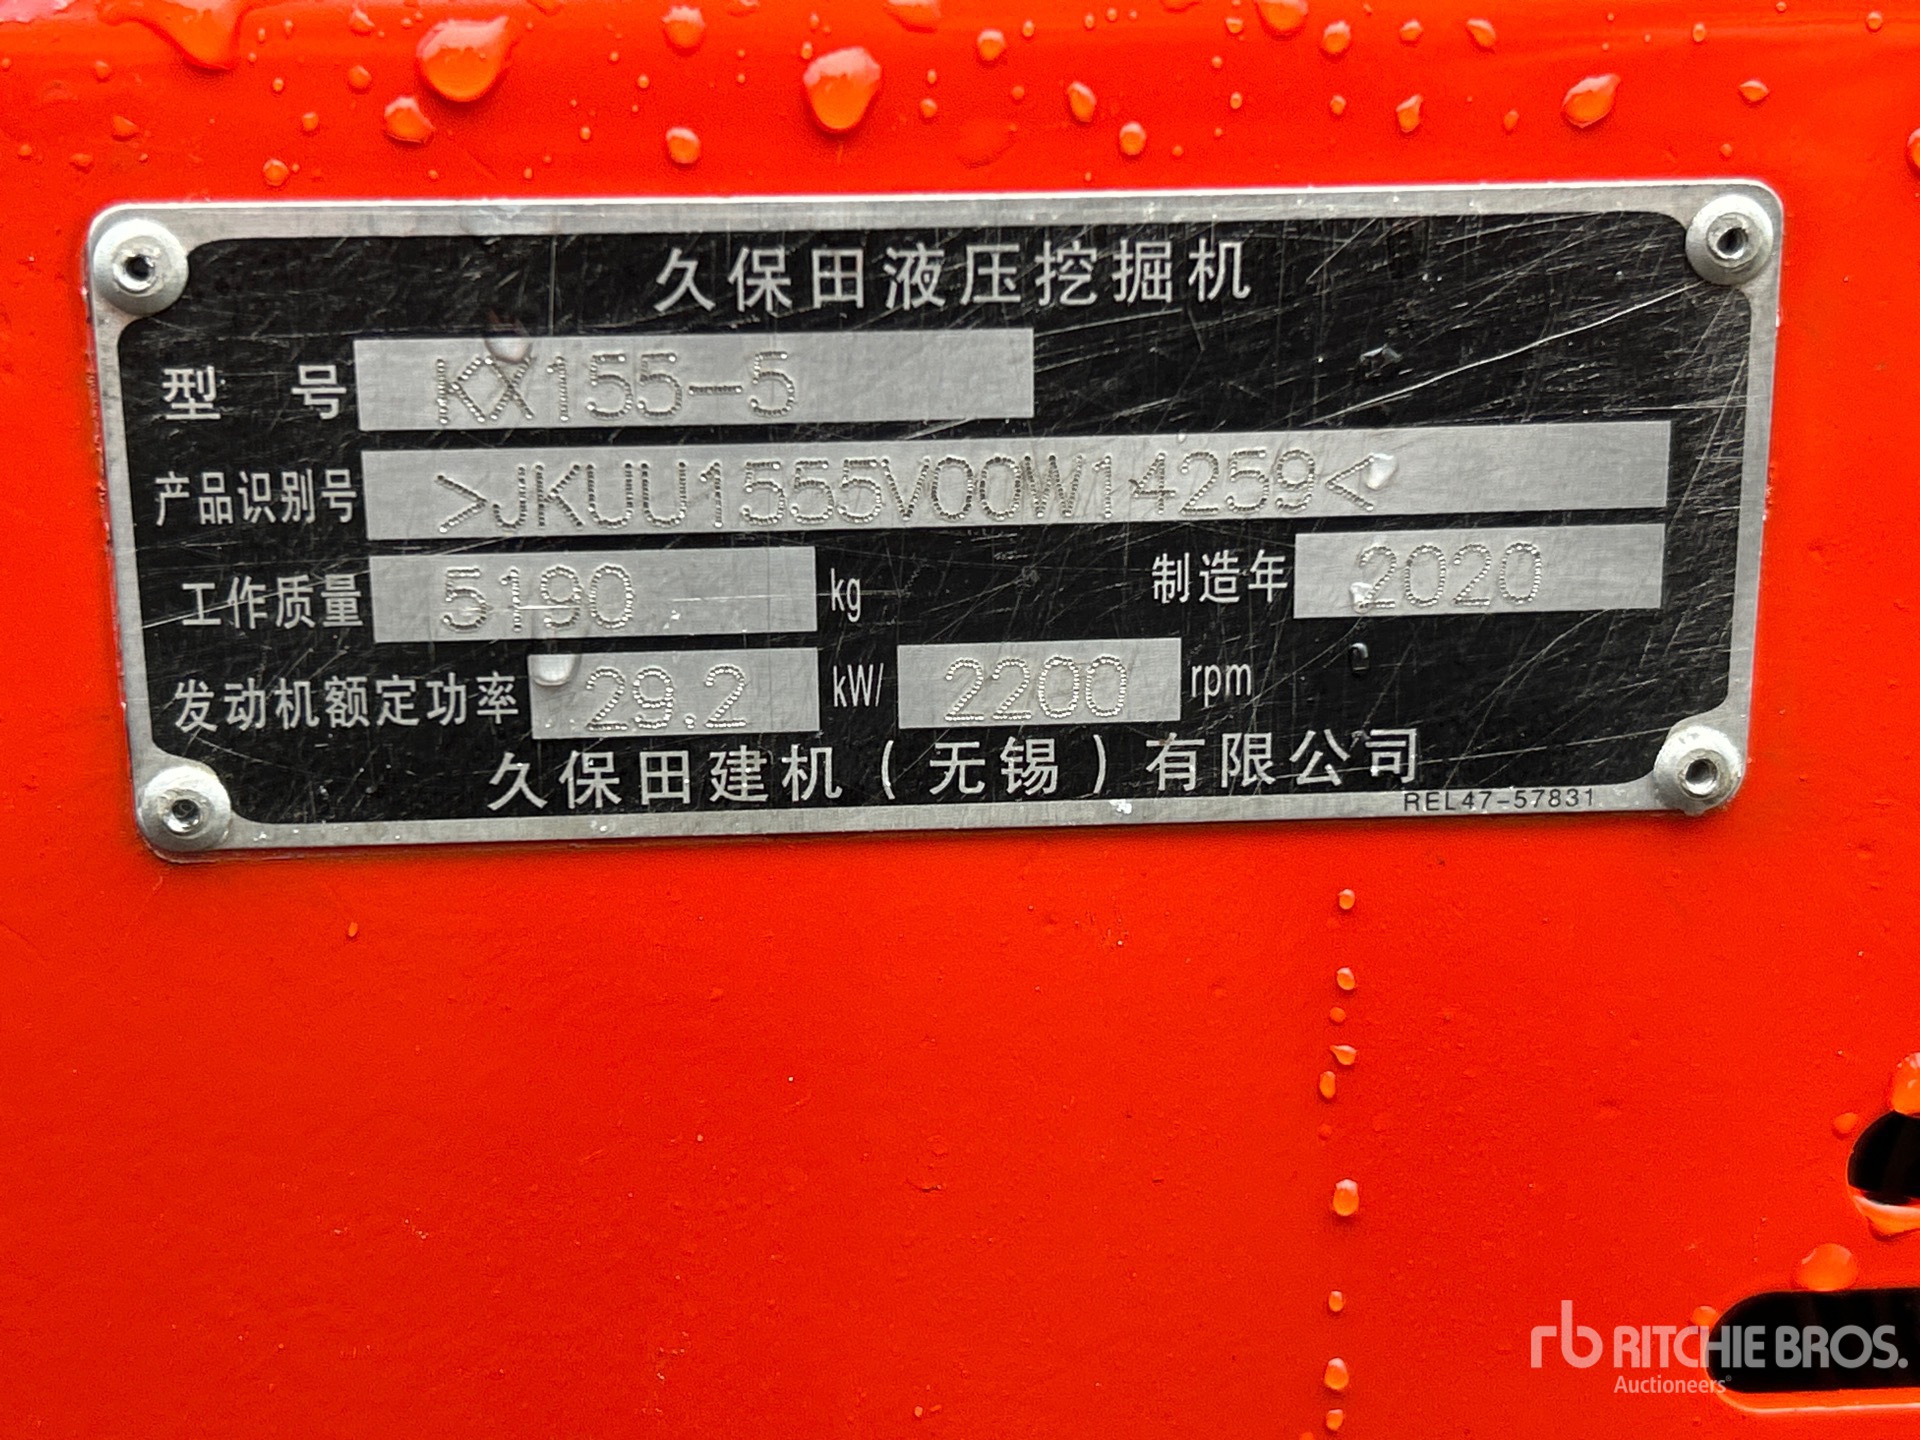 久保田液压挖掘机
型 号 KX155-5
产品识别号 >JKUU1555V00W14259<
工作质量 5190 kg 制造年 2020
发动机额定功率 29.2 kW/ 2200 rpm
久保田建机(无锡)有限公司
REL47-57831
rb RITCHIE BROS.
Auctioneers